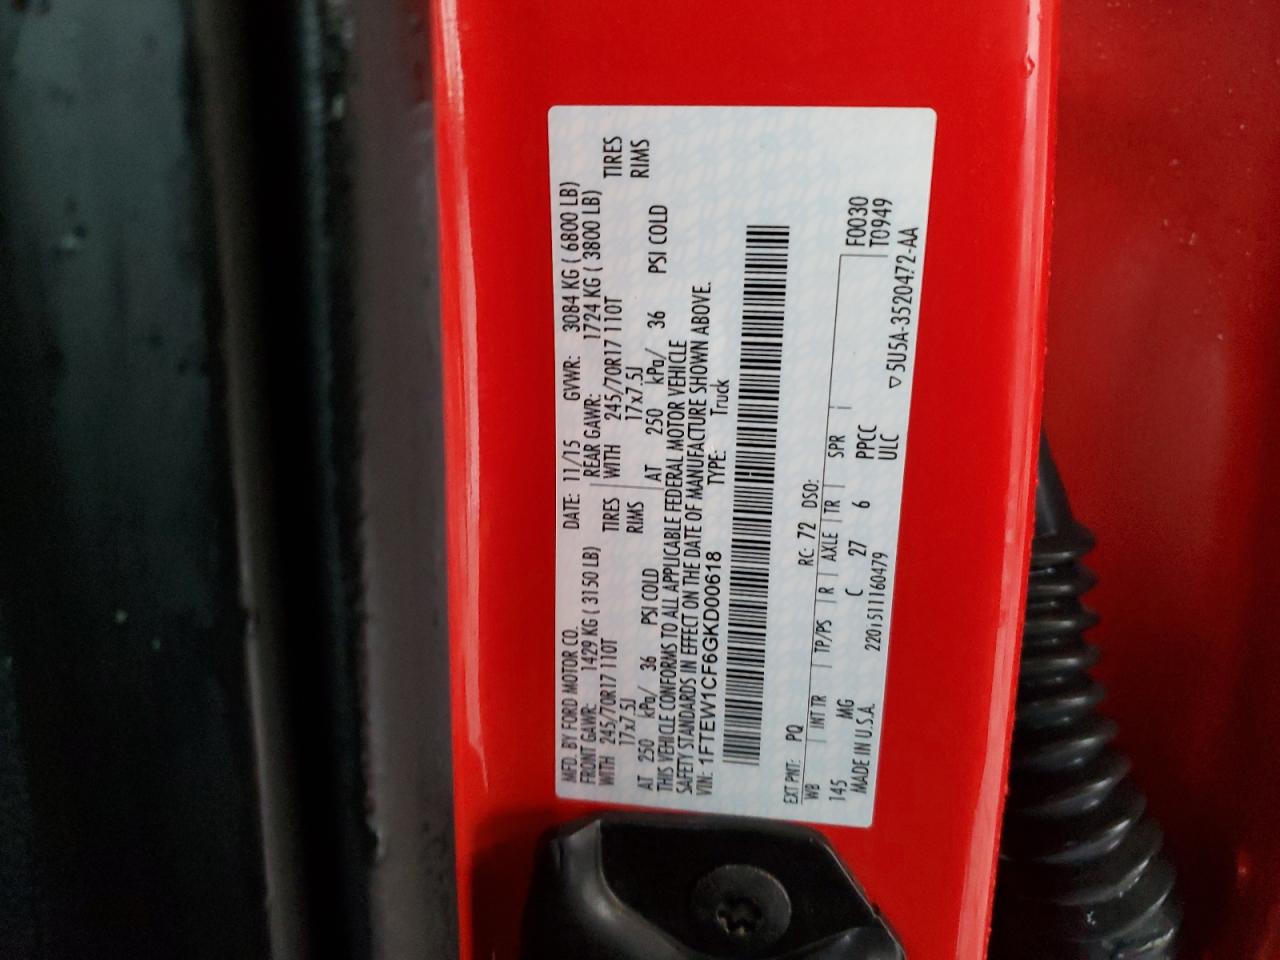 MFD. BY FORD MOTOR CO. DATE: 11/15 GVWR: 3084 KG ( 6800 LB)
FRONT GAWR: 1429 KG ( 3150 LB) REAR GAWR: 1724 KG ( 3800 LB)
WITH 245/70R17 110T TIRES WITH 245/70R17 110T TIRES
17x7.5J RIMS 17x7.5J RIMS
AT 250 kPa/ 36 PSI COLD AT 250 kPa/ 36 PSI COLD
THIS VEHICLE CONFORMS TO ALL APPLICABLE FEDERAL MOTOR VEHICLE
SAFETY STANDARDS IN EFFECT ON THE DATE OF MANUFACTURE SHOWN ABOVE.
VIN: 1FTEW1CF6GKD00618 TYPE: Truck
EXT PNT: PQ RC: 72 DSO: F0030
WB INT TR TP/PS R AXLE TR SPR T0949
145 MG C 27 6 PPCC
MADE IN U.S.A. 22015111160479 ULC ▽5U5A-3520472-AA